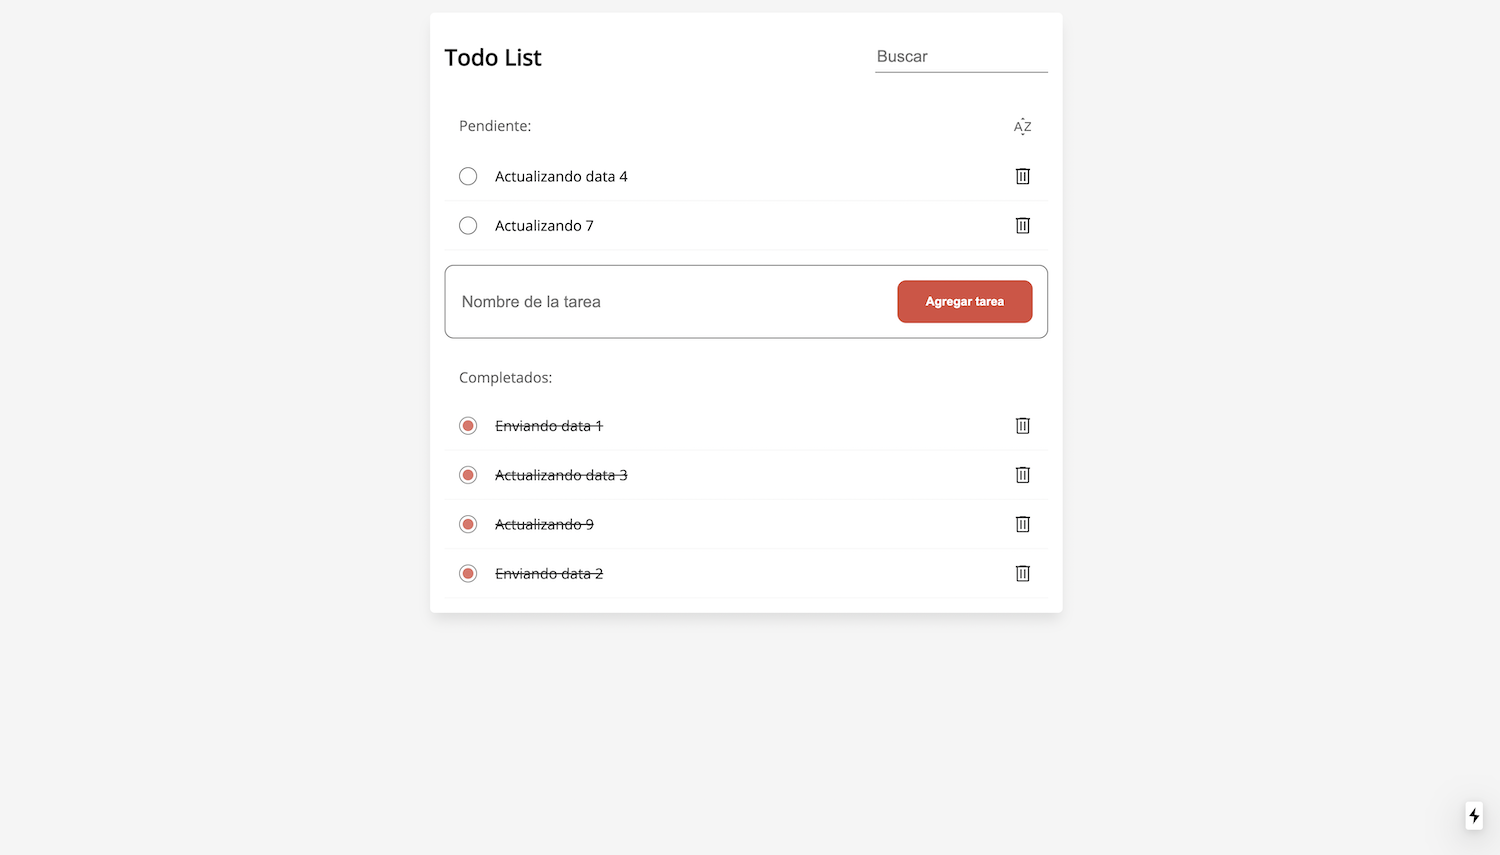 Todo List
Buscar
Pendiente:
AZ
Actualizando data 4
Actualizando 7
Nombre de la tarea
Agregar tarea
Completados:
Enviando data 1
Actualizando data 3
Actualizando 9
Enviando data 2